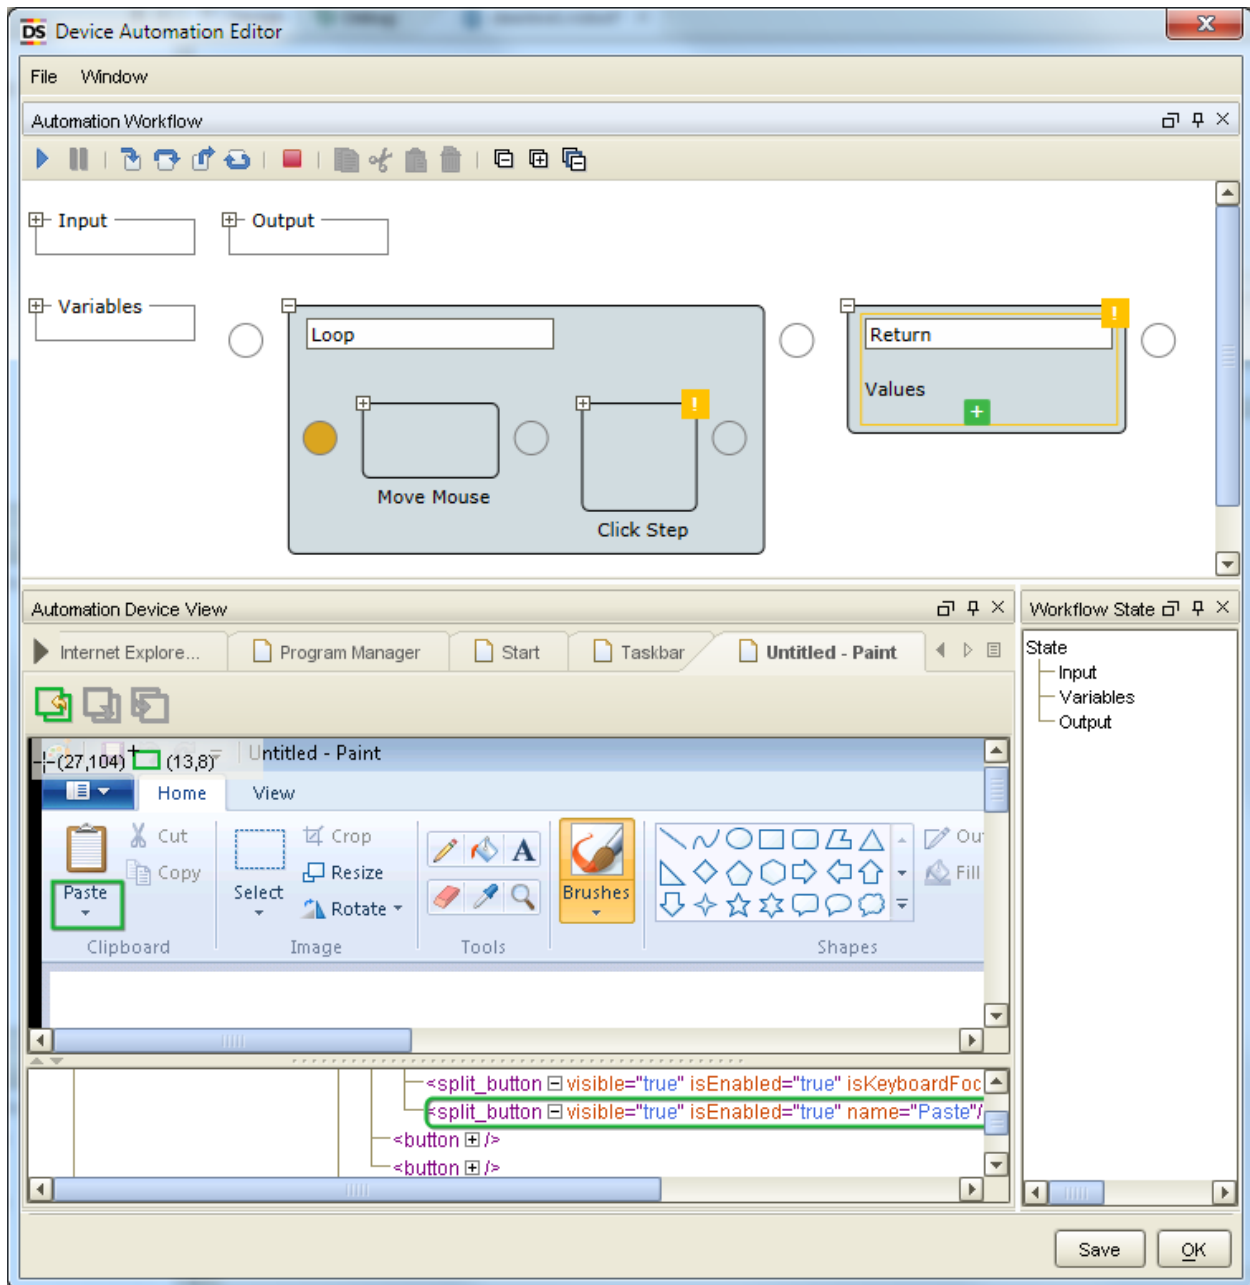 DS Device Automation Editor
File Window
Automation Workflow
Input Output
Variables
Loop
Return
Values
Move Mouse
Click Step
Automation Device View
Workflow State
Internet Explore... Program Manager Start Taskbar Untitled - Paint
State
Input
Variables
Output
(27,104) (13,8) Untitled - Paint
Home View
Cut Crop Ou
Copy Resize Fill
Paste Select Rotate Brushes
Clipboard Image Tools Shapes
<split_button visible="true" isEnabled="true" isKeyboardFoc
<split_button visible="true" isEnabled="true" name="Paste"/
<button />
<button />
Save OK